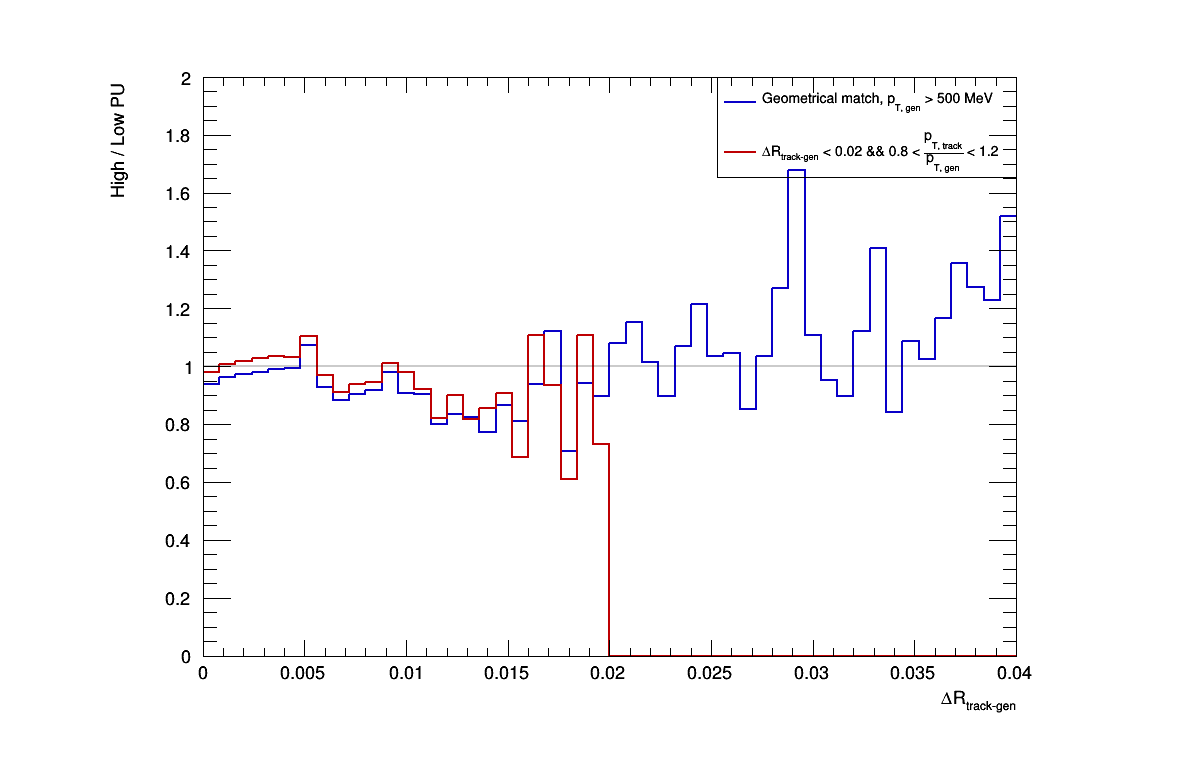 High / Low PU
2
1.8
1.6
1.4
1.2
1
0.8
0.6
0.4
0.2
0
Geometrical match, p_T, gen > 500 MeV
ΔR_track-gen < 0.02 && 0.8 < p_T, track / p_T, gen < 1.2
0 0.005 0.01 0.015 0.02 0.025 0.03 0.035 0.04
ΔR_track-gen